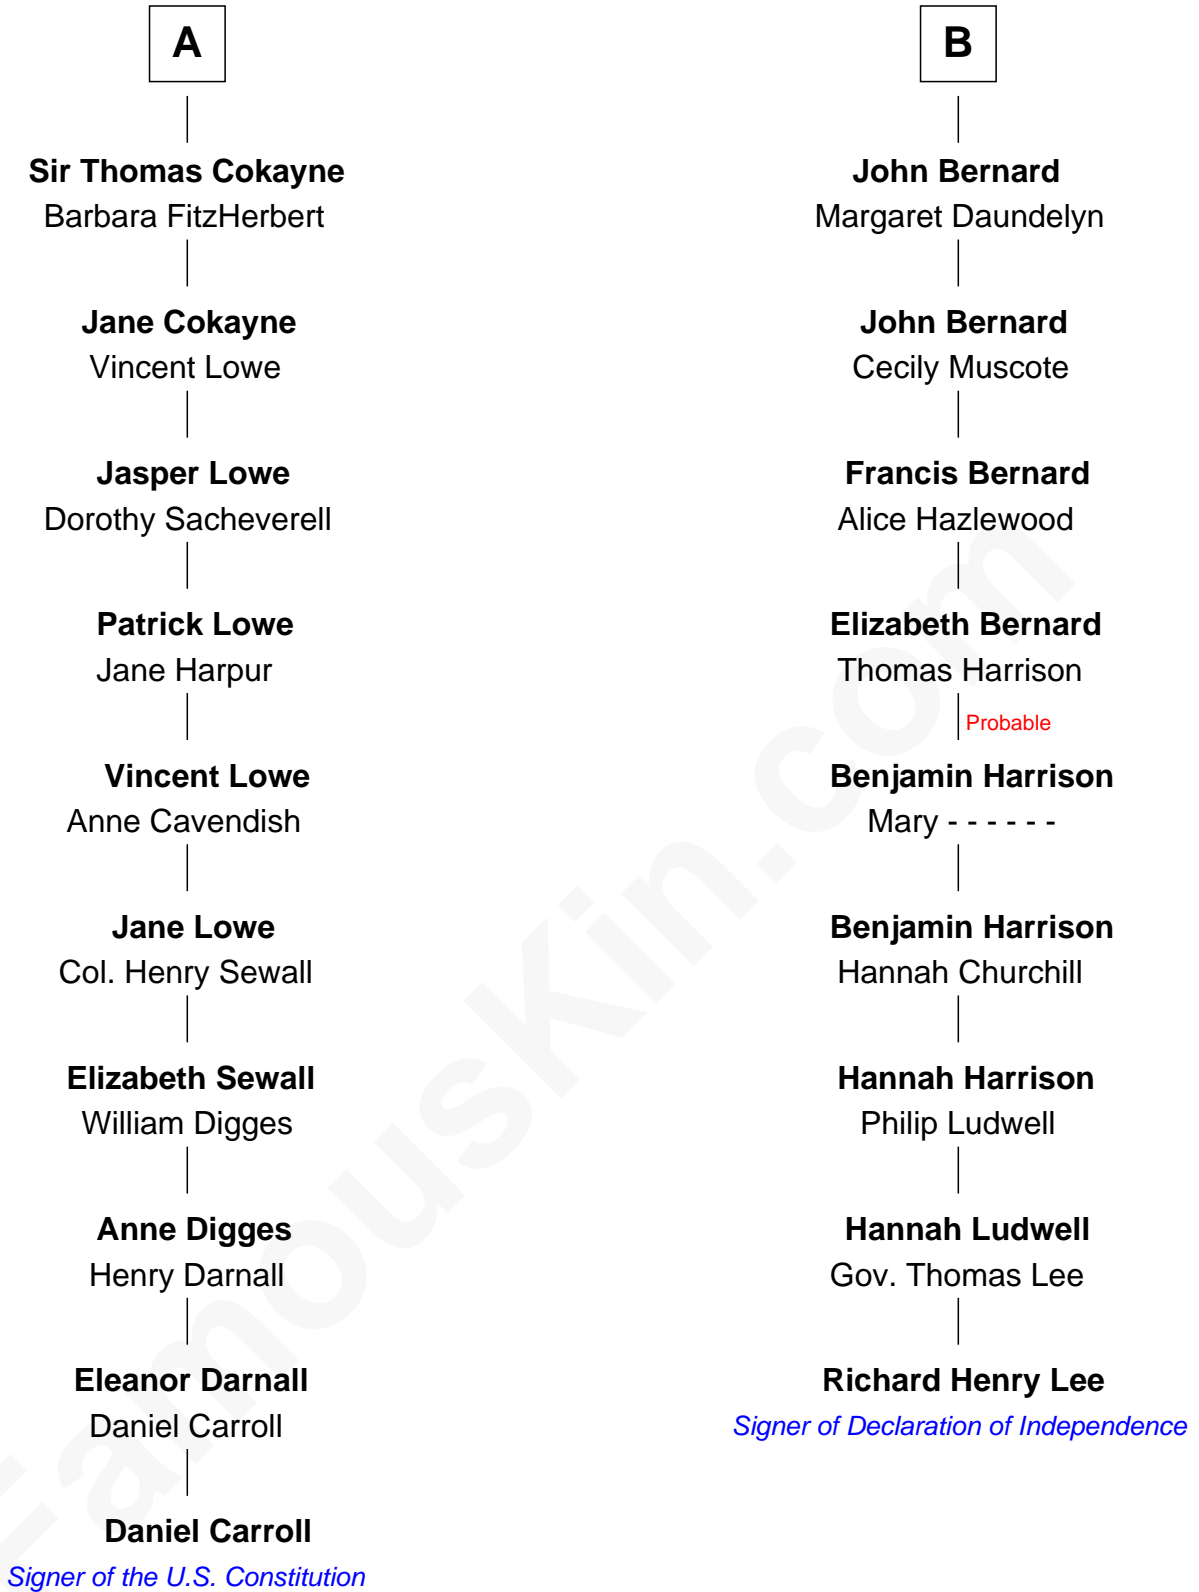 A
Sir Thomas Cokayne
Barbara FitzHerbert
Jane Cokayne
Vincent Lowe
Jasper Lowe
Dorothy Sacheverell
Patrick Lowe
Jane Harpur
Vincent Lowe
Anne Cavendish
Jane Lowe
Col. Henry Sewall
Elizabeth Sewall
William Digges
Anne Digges
Henry Darnall
Eleanor Darnall
Daniel Carroll
Daniel Carroll
Signer of the U.S. Constitution
B
John Bernard
Margaret Daundelyn
John Bernard
Cecily Muscote
Francis Bernard
Alice Hazlewood
Elizabeth Bernard
Thomas Harrison
Probable
Benjamin Harrison
Mary - - - - - -
Benjamin Harrison
Hannah Churchill
Hannah Harrison
Philip Ludwell
Hannah Ludwell
Gov. Thomas Lee
Richard Henry Lee
Signer of Declaration of Independence
FamousKin.com